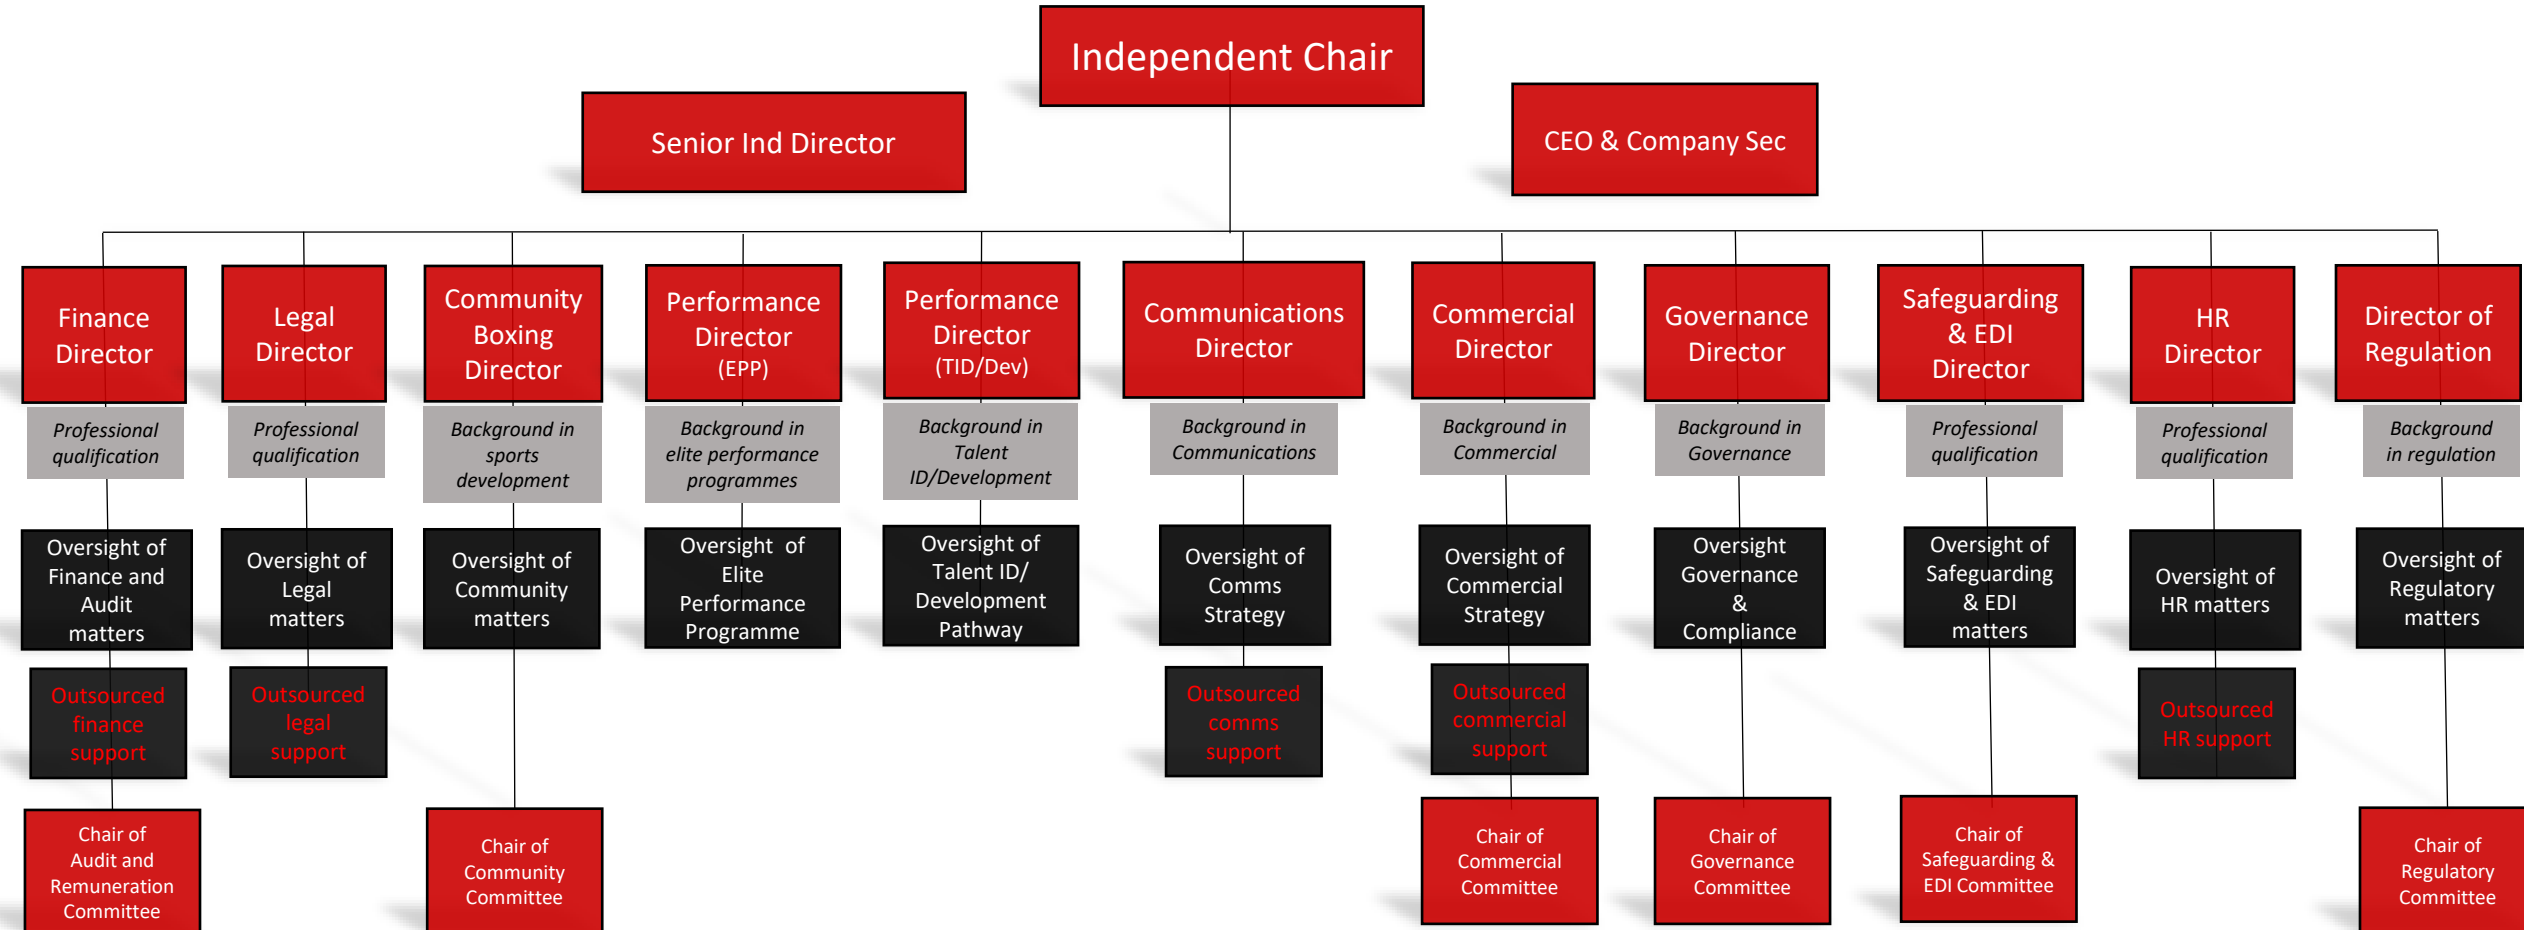 Independent Chair
Senior Ind Director
CEO & Company Sec
Finance
Director
Legal
Director
Community
Boxing
Director
Performance
Director
(EPP)
Performance
Director
(TID/Dev)
Communications
Director
Commercial
Director
Governance
Director
Safeguarding
& EDI
Director
HR
Director
Director of
Regulation
Professional
qualification
Professional
qualification
Background in
sports
development
Background in
elite performance
programmes
Background in
Talent
ID/Development
Background in
Communications
Background in
Commercial
Background in
Governance
Professional
qualification
Professional
qualification
Background
in regulation
Oversight of
Finance and
Audit
matters
Oversight of
Legal
matters
Oversight of
Community
matters
Oversight of
Elite
Performance
Programme
Oversight of
Talent ID/
Development
Pathway
Oversight of
Comms
Strategy
Oversight of
Commercial
Strategy
Oversight
Governance
&
Compliance
Oversight of
Safeguarding
& EDI
matters
Oversight of
HR matters
Oversight of
Regulatory
matters
Outsourced
finance
support
Outsourced
legal
support
Outsourced
comms
support
Outsourced
commercial
support
Outsourced
HR support
Chair of
Audit and
Remuneration
Committee
Chair of
Community
Committee
Chair of
Commercial
Committee
Chair of
Governance
Committee
Chair of
Safeguarding &
EDI Committee
Chair of
Regulatory
Committee